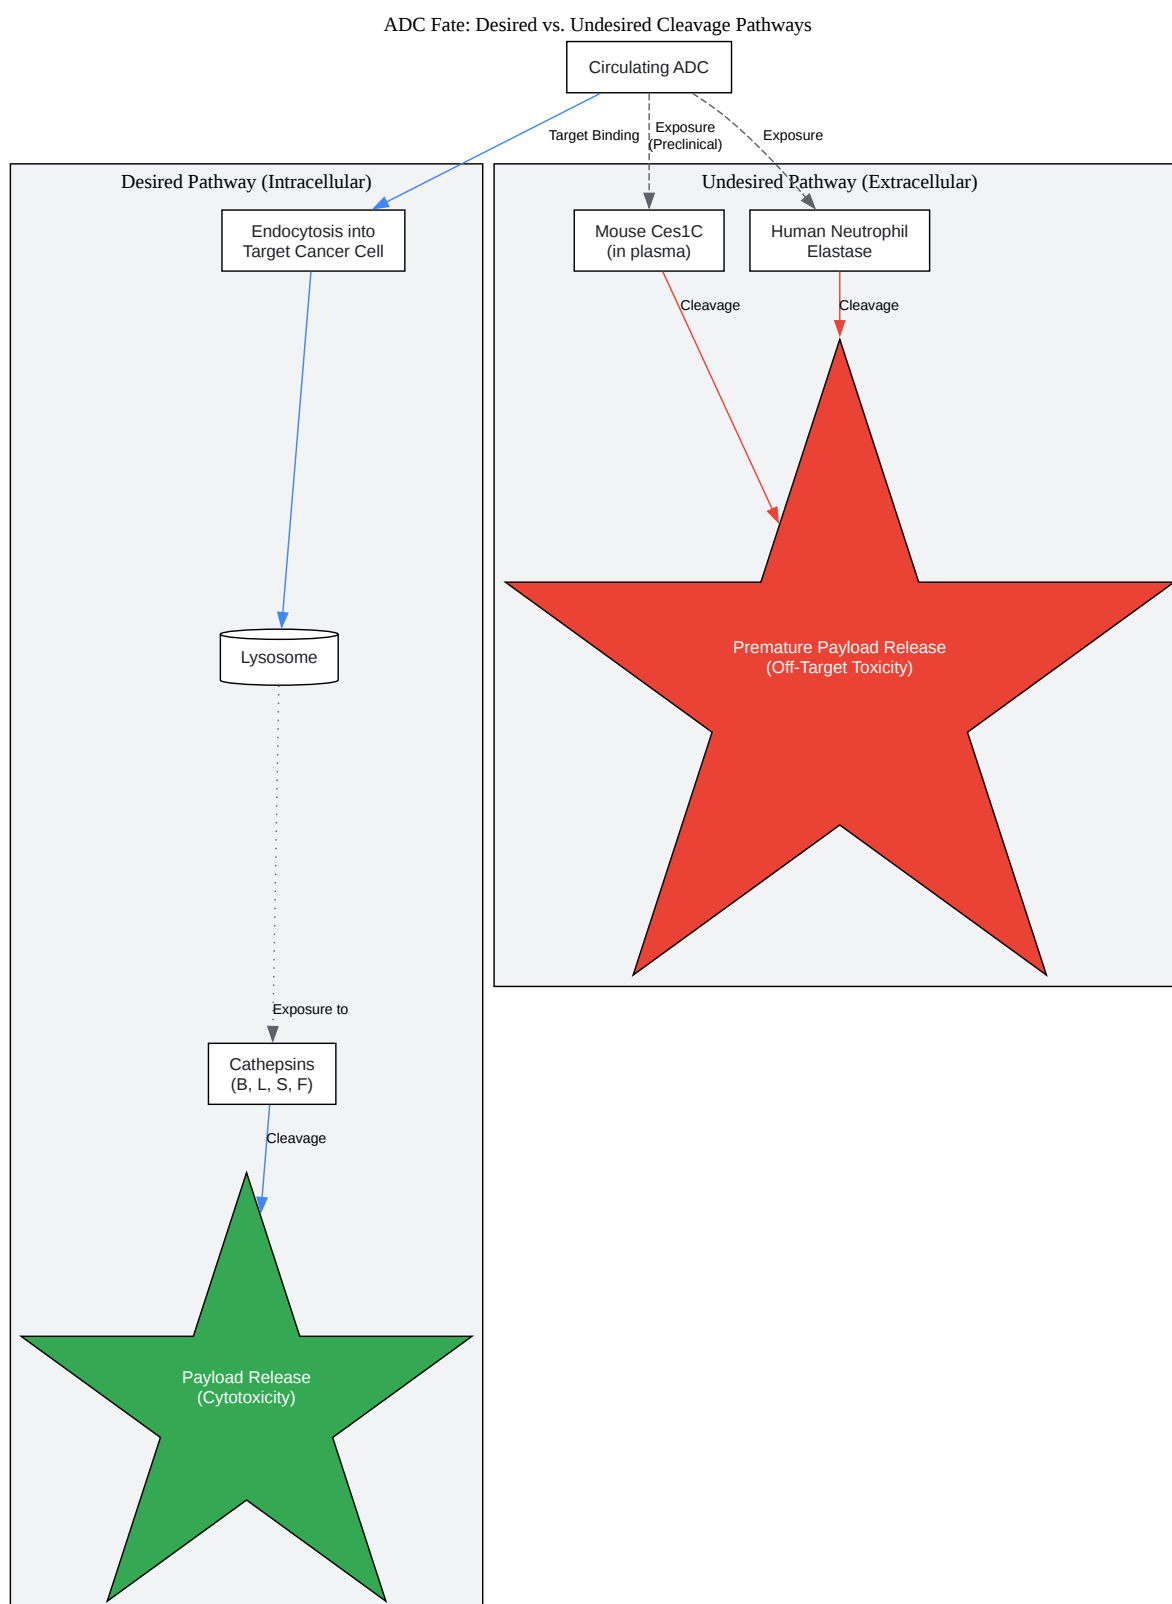 ADC Fate: Desired vs. Undesired Cleavage Pathways
Circulating ADC
Target Binding
Exposure
(Preclinical)
Exposure
Desired Pathway (Intracellular)
Undesired Pathway (Extracellular)
Endocytosis into
Target Cancer Cell
Mouse Ces1C
(in plasma)
Human Neutrophil
Elastase
Cleavage
Cleavage
Lysosome
Premature Payload Release
(Off-Target Toxicity)
Exposure to
Cathepsins
(B, L, S, F)
Cleavage
Payload Release
(Cytotoxicity)